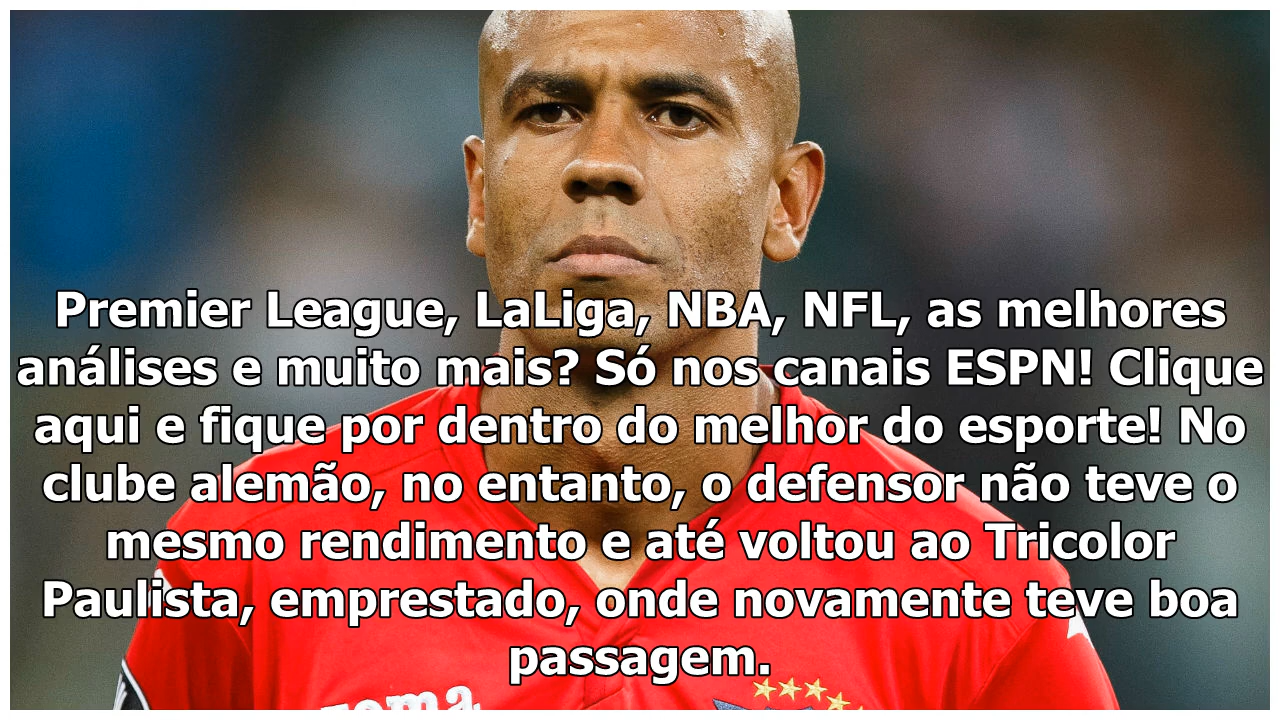 Premier League, LaLiga, NBA, NFL, as melhores
análises e muito mais? Só nos canais ESPN! Clique
aqui e fique por dentro do melhor do esporte! No
clube alemão, no entanto, o defensor não teve o
mesmo rendimento e até voltou ao Tricolor
Paulista, emprestado, onde novamente teve boa
passagem.
Joma